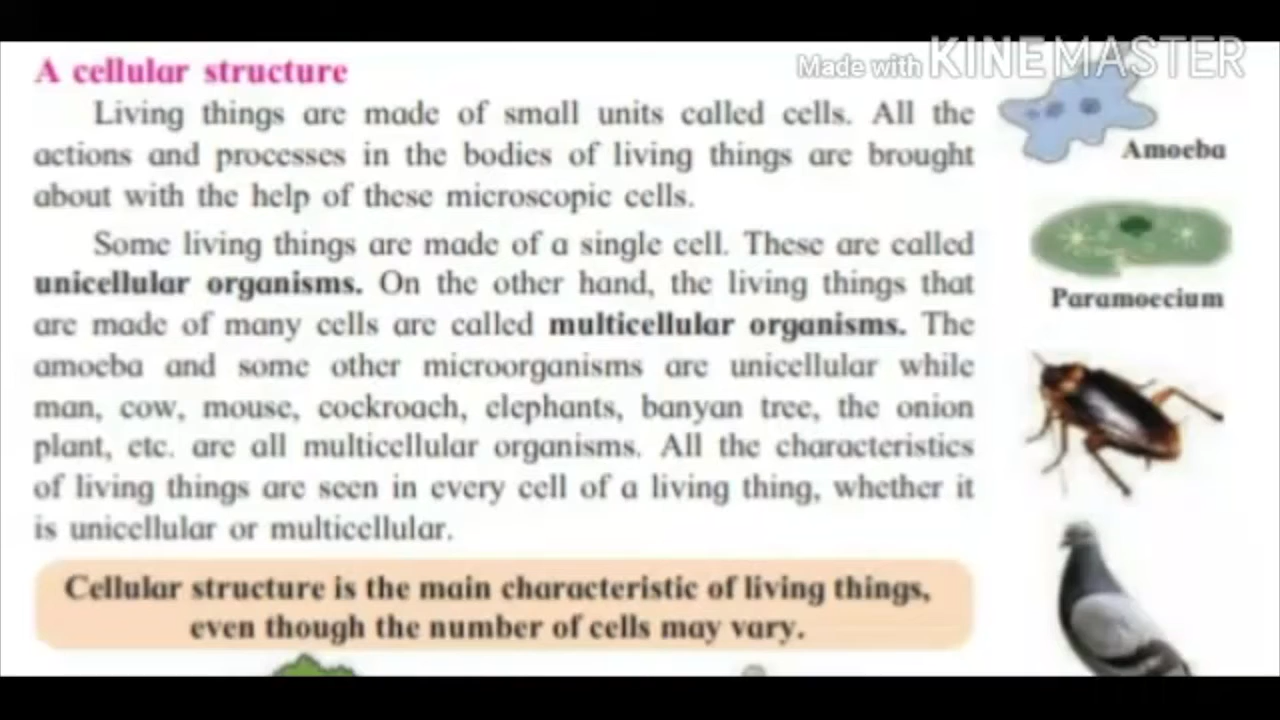 A cellular structure
Made with KINEMASTER
Living things are made of small units called cells. All the
actions and processes in the bodies of living things are brought
about with the help of these microscopic cells.
Some living things are made of a single cell. These are called
unicellular organisms. On the other hand, the living things that
are made of many cells are called multicellular organisms. The
amoeba and some other microorganisms are unicellular while
man, cow, mouse, cockroach, elephants, banyan tree, the onion
plant, etc. are all multicellular organisms. All the characteristics
of living things are seen in every cell of a living thing, whether it
is unicellular or multicellular.
Cellular structure is the main characteristic of living things,
even though the number of cells may vary.
Amoeba
Paramoecium